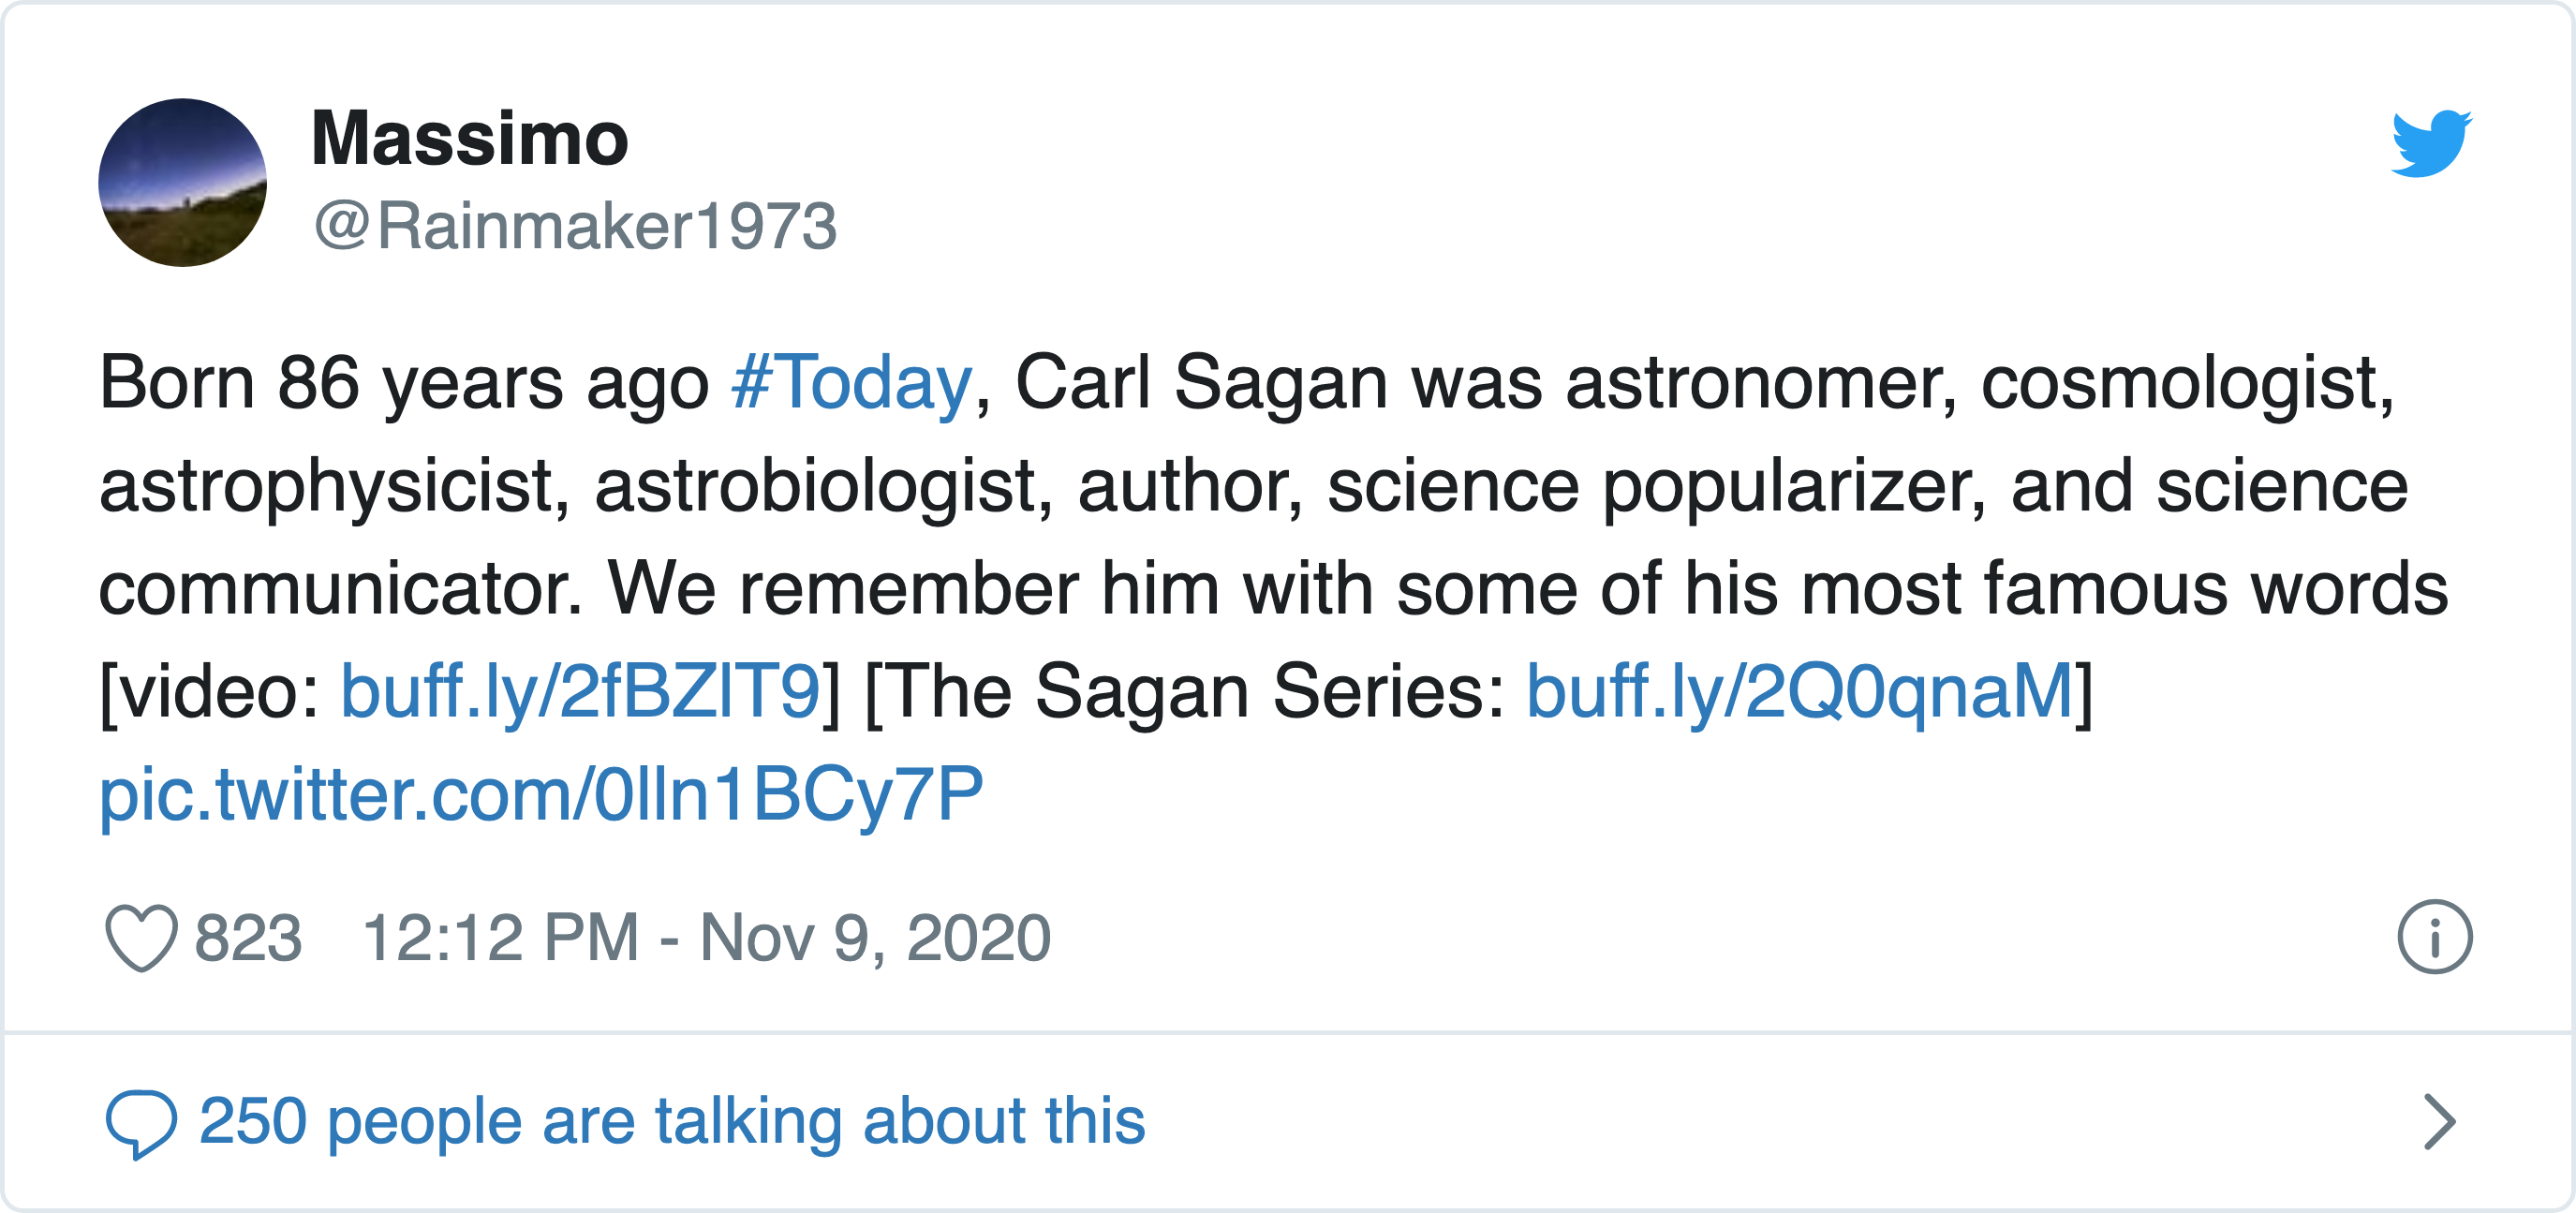 Massimo
@Rainmaker1973
Born 86 years ago #Today, Carl Sagan was astronomer, cosmologist,
astrophysicist, astrobiologist, author, science popularizer, and science
communicator. We remember him with some of his most famous words
[video: buff.ly/2fBZlT9] [The Sagan Series: buff.ly/2Q0qnaM]
pic.twitter.com/0lln1BCy7P
823 12:12 PM - Nov 9, 2020
250 people are talking about this